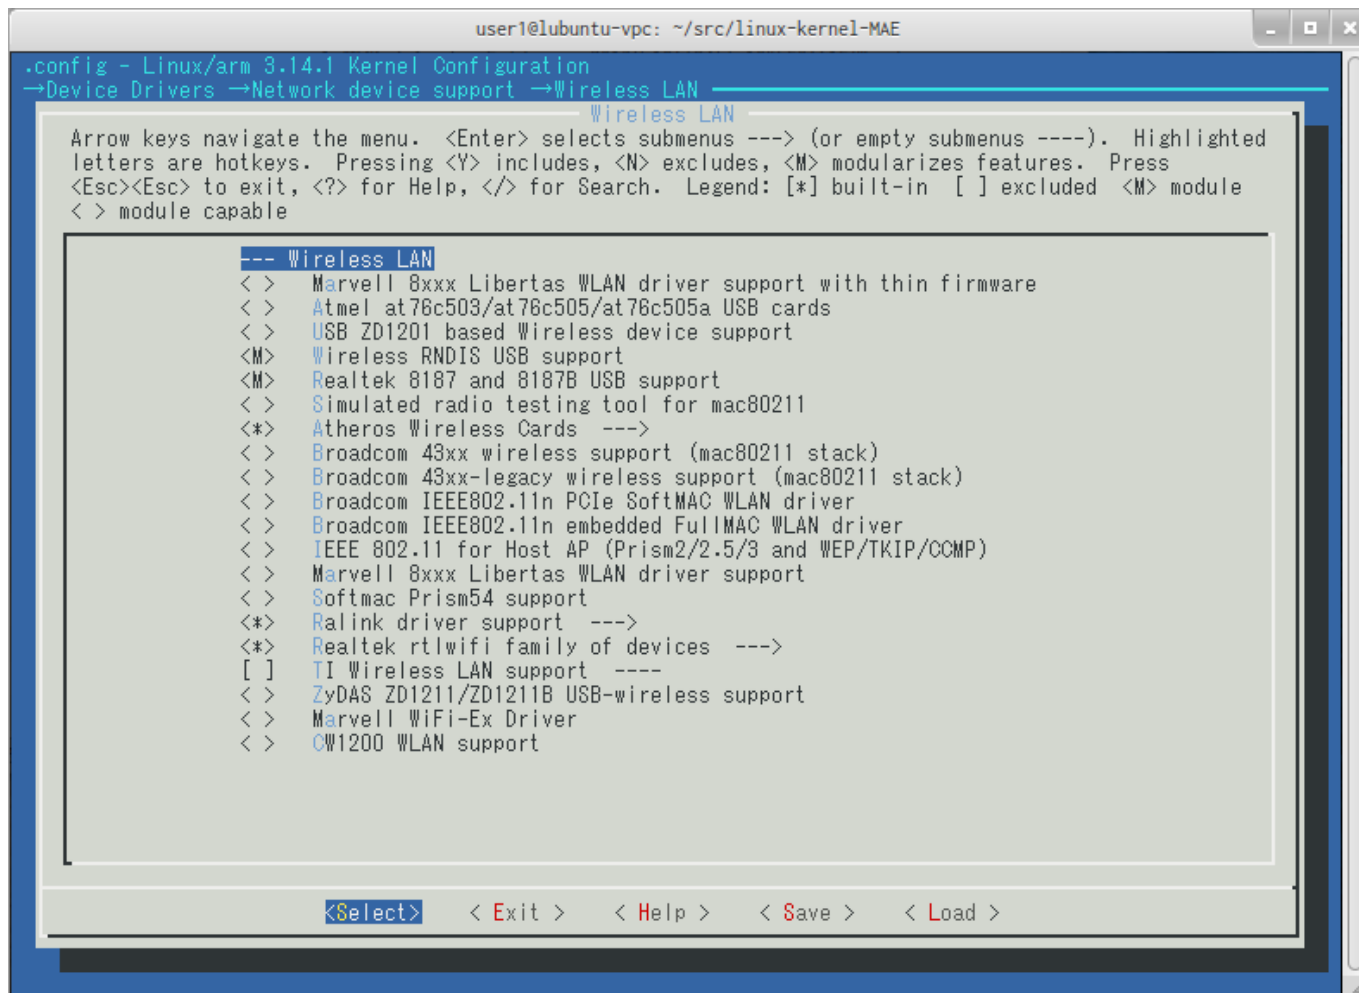 user1@lubuntu-vpc: ~/src/linux-kernel-MAE
.config - Linux/arm 3.14.1 Kernel Configuration
→Device Drivers →Network device support →Wireless LAN
Wireless LAN
Arrow keys navigate the menu.  <Enter> selects submenus ---> (or empty submenus ----).  Highlighted
letters are hotkeys.  Pressing <Y> includes, <N> excludes, <M> modularizes features.  Press
<Esc><Esc> to exit, <?> for Help, </> for Search.  Legend: [*] built-in  [ ] excluded  <M> module
< > module capable
--- Wireless LAN
< >   Marvell 8xxx Libertas WLAN driver support with thin firmware
< >   Atmel at76c503/at76c505/at76c505a USB cards
< >   USB ZD1201 based Wireless device support
<M>   Wireless RNDIS USB support
<M>   Realtek 8187 and 8187B USB support
< >   Simulated radio testing tool for mac80211
<*>   Atheros Wireless Cards  --->
< >   Broadcom 43xx wireless support (mac80211 stack)
< >   Broadcom 43xx-legacy wireless support (mac80211 stack)
< >   Broadcom IEEE802.11n PCIe SoftMAC WLAN driver
< >   Broadcom IEEE802.11n embedded FullMAC WLAN driver
< >   IEEE 802.11 for Host AP (Prism2/2.5/3 and WEP/TKIP/CCMP)
< >   Marvell 8xxx Libertas WLAN driver support
< >   Softmac Prism54 support
<*>   Ralink driver support  --->
<*>   Realtek rtlwifi family of devices  --->
[ ]   TI Wireless LAN support  ----
< >   ZyDAS ZD1211/ZD1211B USB-wireless support
< >   Marvell WiFi-Ex Driver
< >   CW1200 WLAN support
<Select>    < Exit >    < Help >    < Save >    < Load >